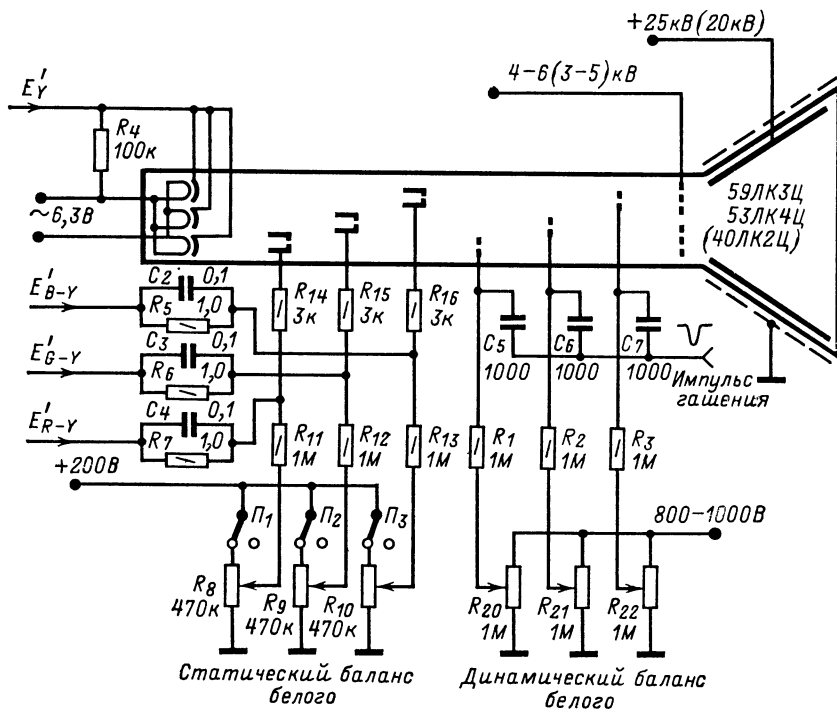 +25кВ(20кВ)
4-6(3-5)кВ
E'Y
R4
100к
~6,3В
59ЛК3Ц
53ЛК4Ц
(40ЛК2Ц)
C2 0,1
E'B-Y
R5 1,0
R14
3к
R15
3к
R16
3к
C3 0,1
E'G-Y
R6 1,0
C5
1000
C6
1000
C7
1000
Импульс
гашения
C4 0,1
E'R-Y
R7 1,0
R11
1М
R12
1М
R13
1М
R1
1М
R2
1М
R3
1М
+200В
П1
П2
П3
800-1000В
R8
470к
R9
470к
R10
470к
R20
1М
R21
1М
R22
1М
Статический баланс
белого
Динамический баланс
белого